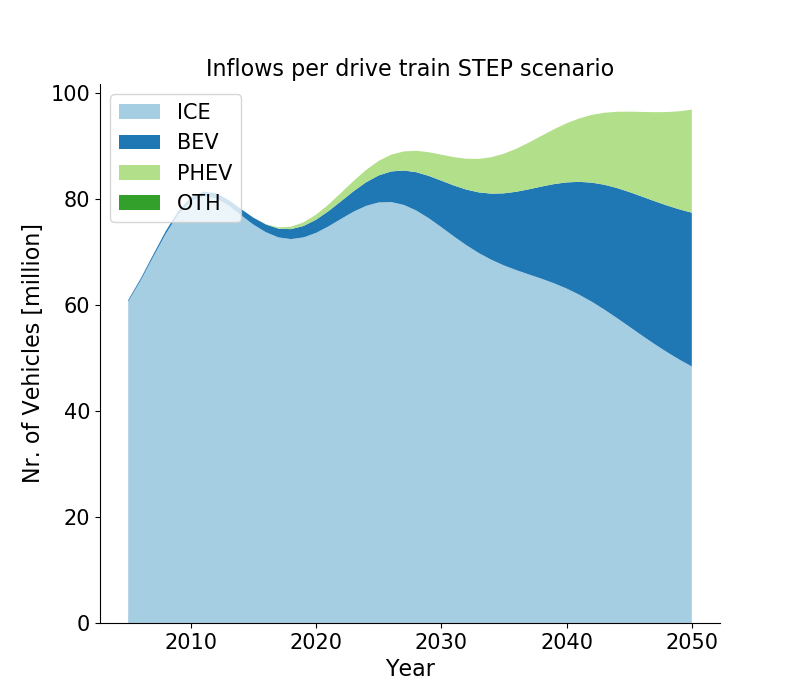 Inflows per drive train STEP scenario
100
80
60
40
20
0
Nr. of Vehicles [million]
ICE
BEV
PHEV
OTH
2010
2020
2030
2040
2050
Year